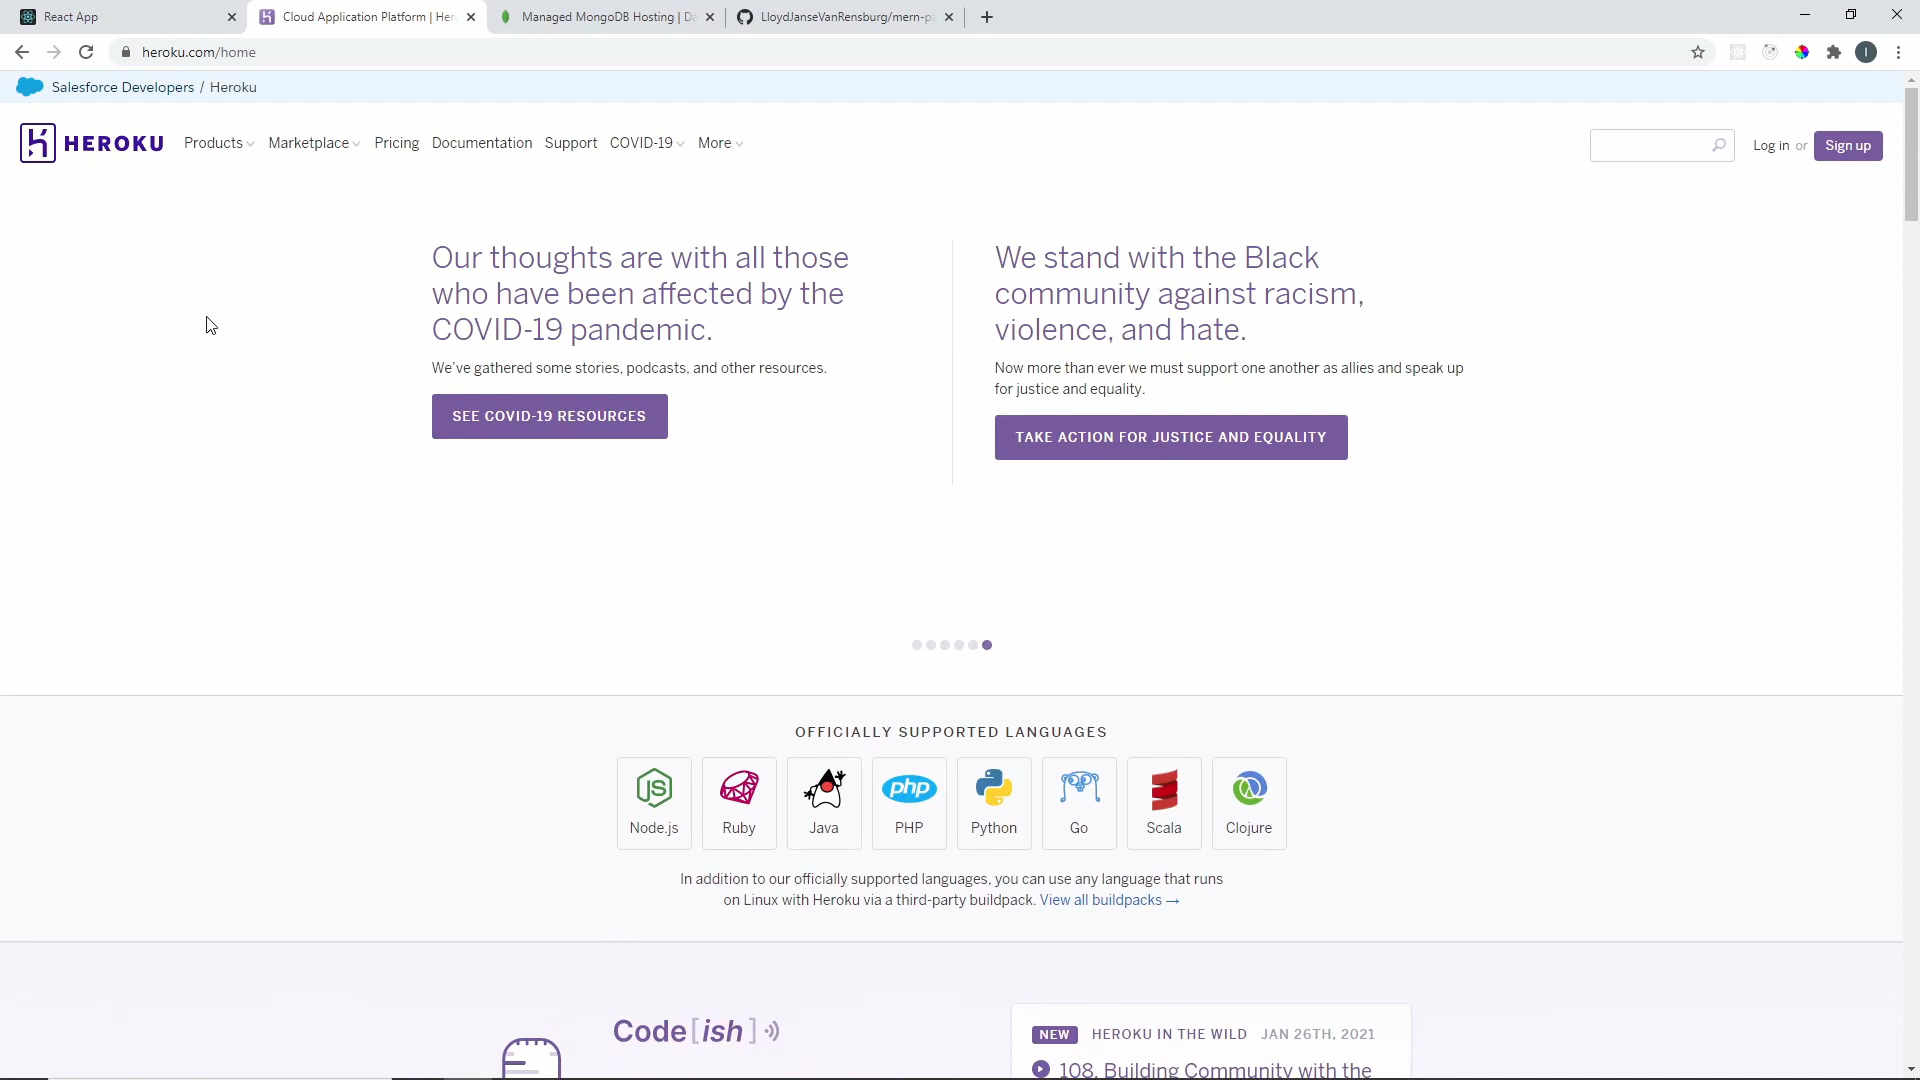 React App
Cloud Application Platform | Her
Managed MongoDB Hosting | Da
LloydJanseVanRensburg/mern-pa
heroku.com/home
I
Salesforce Developers / Heroku
HEROKU
Products
Marketplace
Pricing
Documentation
Support
COVID-19
More
Log in or
Sign up
Our thoughts are with all those
who have been affected by the
COVID-19 pandemic.
We've gathered some stories, podcasts, and other resources.
SEE COVID-19 RESOURCES
We stand with the Black
community against racism,
violence, and hate.
Now more than ever we must support one another as allies and speak up
for justice and equality.
TAKE ACTION FOR JUSTICE AND EQUALITY
OFFICIALLY SUPPORTED LANGUAGES
JS
php
Node.js
Ruby
Java
PHP
Python
Go
Scala
Clojure
In addition to our officially supported languages, you can use any language that runs
on Linux with Heroku via a third-party buildpack. View all buildpacks →
Code[ish]
NEW HEROKU IN THE WILD JAN 26TH, 2021
108. Building Community with the